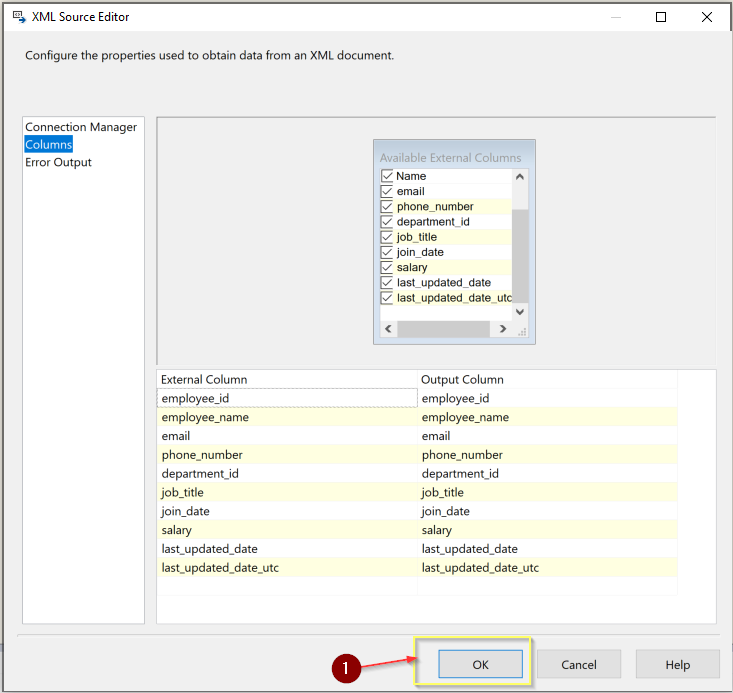 XML Source Editor
Configure the properties used to obtain data from an XML document.
Connection Manager
Columns
Error Output
Available External Columns
Name
email
phone_number
department_id
job_title
join_date
salary
last_updated_date
last_updated_date_utc
External Column Output Column
employee_id employee_id
employee_name employee_name
email email
phone_number phone_number
department_id department_id
job_title job_title
join_date join_date
salary salary
last_updated_date last_updated_date
last_updated_date_utc last_updated_date_utc
1 OK Cancel Help